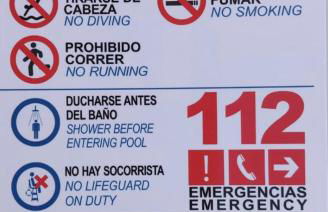 TIRARSE DE
CABEZA
NO DIVING
FUMAR
NO SMOKING
PROHIBIDO
CORRER
NO RUNNING
DUCHARSE ANTES
DEL BAÑO
SHOWER BEFORE
ENTERING POOL
NO HAY SOCORRISTA
NO LIFEGUARD
ON DUTY
112
EMERGENCIAS
EMERGENCY